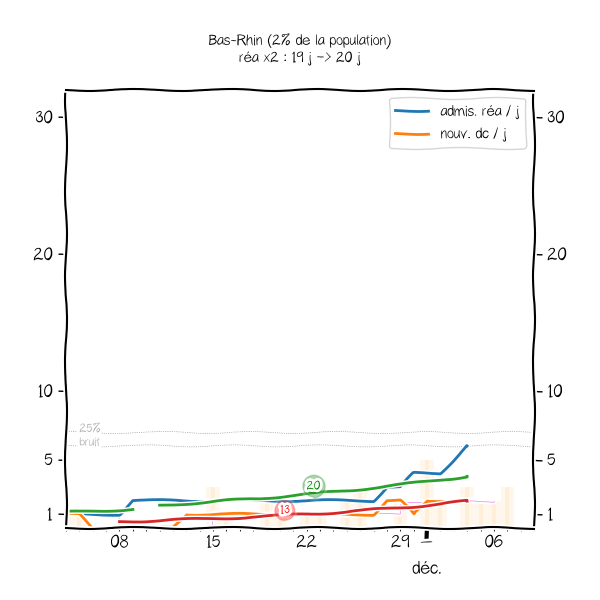 Bas-Rhin (2% de la population)
réa x2 : 19 j -> 20 j
admis. réa / j
nouv. dc / j
30 30
20 20
10 10
25%
bruit
5 5
20
13
1 1
08 15 22 29 06
déc.